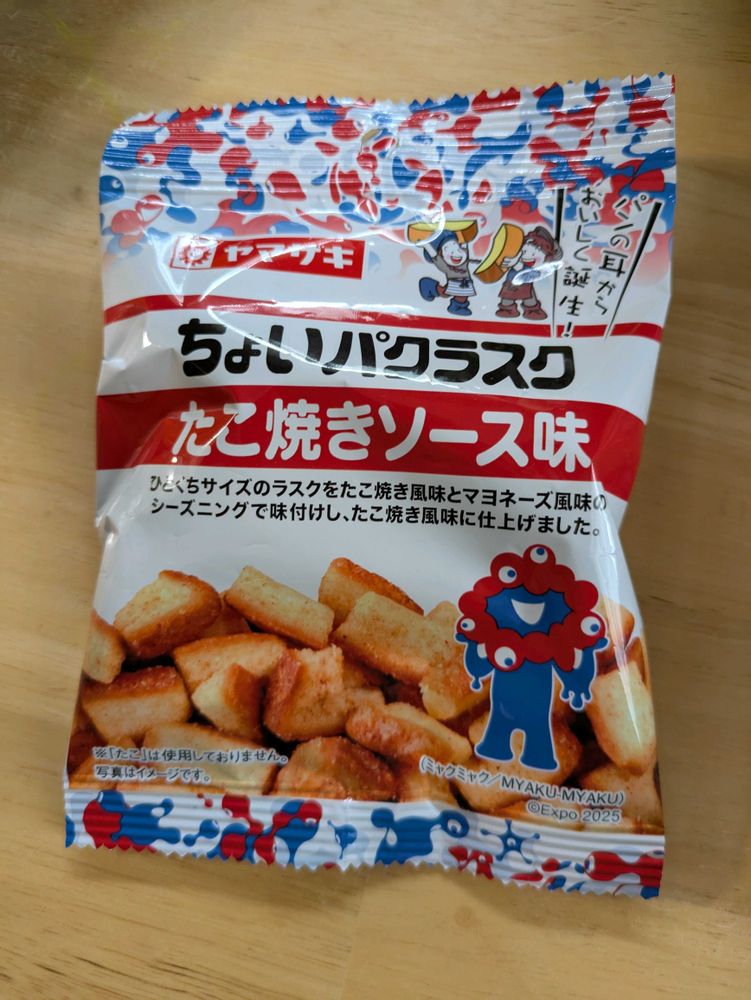 ヤマザキ
パンの耳から
おいしく誕生!
ちょいパクラスク
たこ焼きソース味
ひとくちサイズのラスクをたこ焼き風味とマヨネーズ風味の
シーズニングで味付けし、たこ焼き風味に仕上げました。
※「たこ」は使用しておりません。
写真はイメージです。
(ミャクミャク/MYAKU-MYAKU)
©Expo 2025